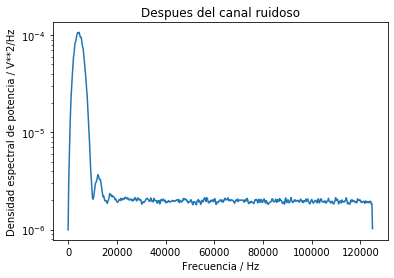 Despues del canal ruidoso
Densidad espectral de potencia / V**2/Hz
10⁻⁴
10⁻⁵
10⁻⁶
0 20000 40000 60000 80000 100000 120000
Frecuencia / Hz